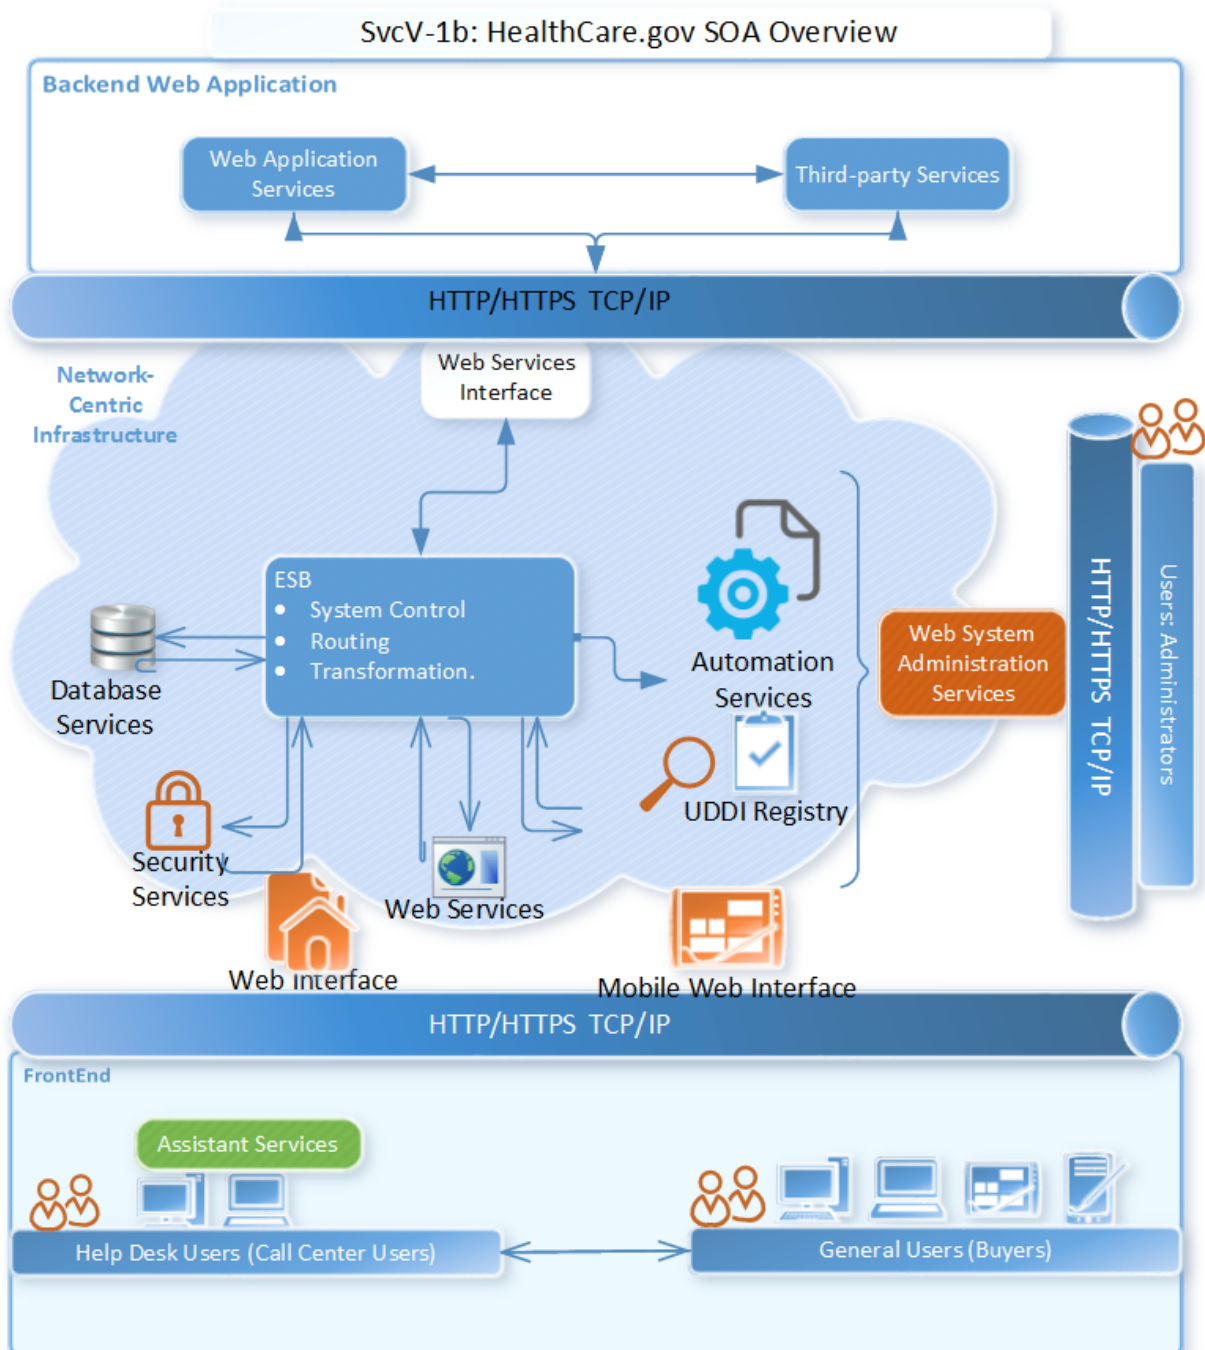 SvcV-1b: HealthCare.gov SOA Overview
Backend Web Application
Web Application
Services
Third-party Services
HTTP/HTTPS TCP/IP
Network-
Centric
Infrastructure
Web Services
Interface
ESB
• System Control
• Routing
• Transformation.
Database
Services
Automation
Services
UDDI Registry
Web System
Administration
Services
HTTP/HTTPS TCP/IP
Users: Administrators
Security
Services
Web Services
Web Interface
Mobile Web Interface
HTTP/HTTPS TCP/IP
FrontEnd
Assistant Services
Help Desk Users (Call Center Users)
General Users (Buyers)